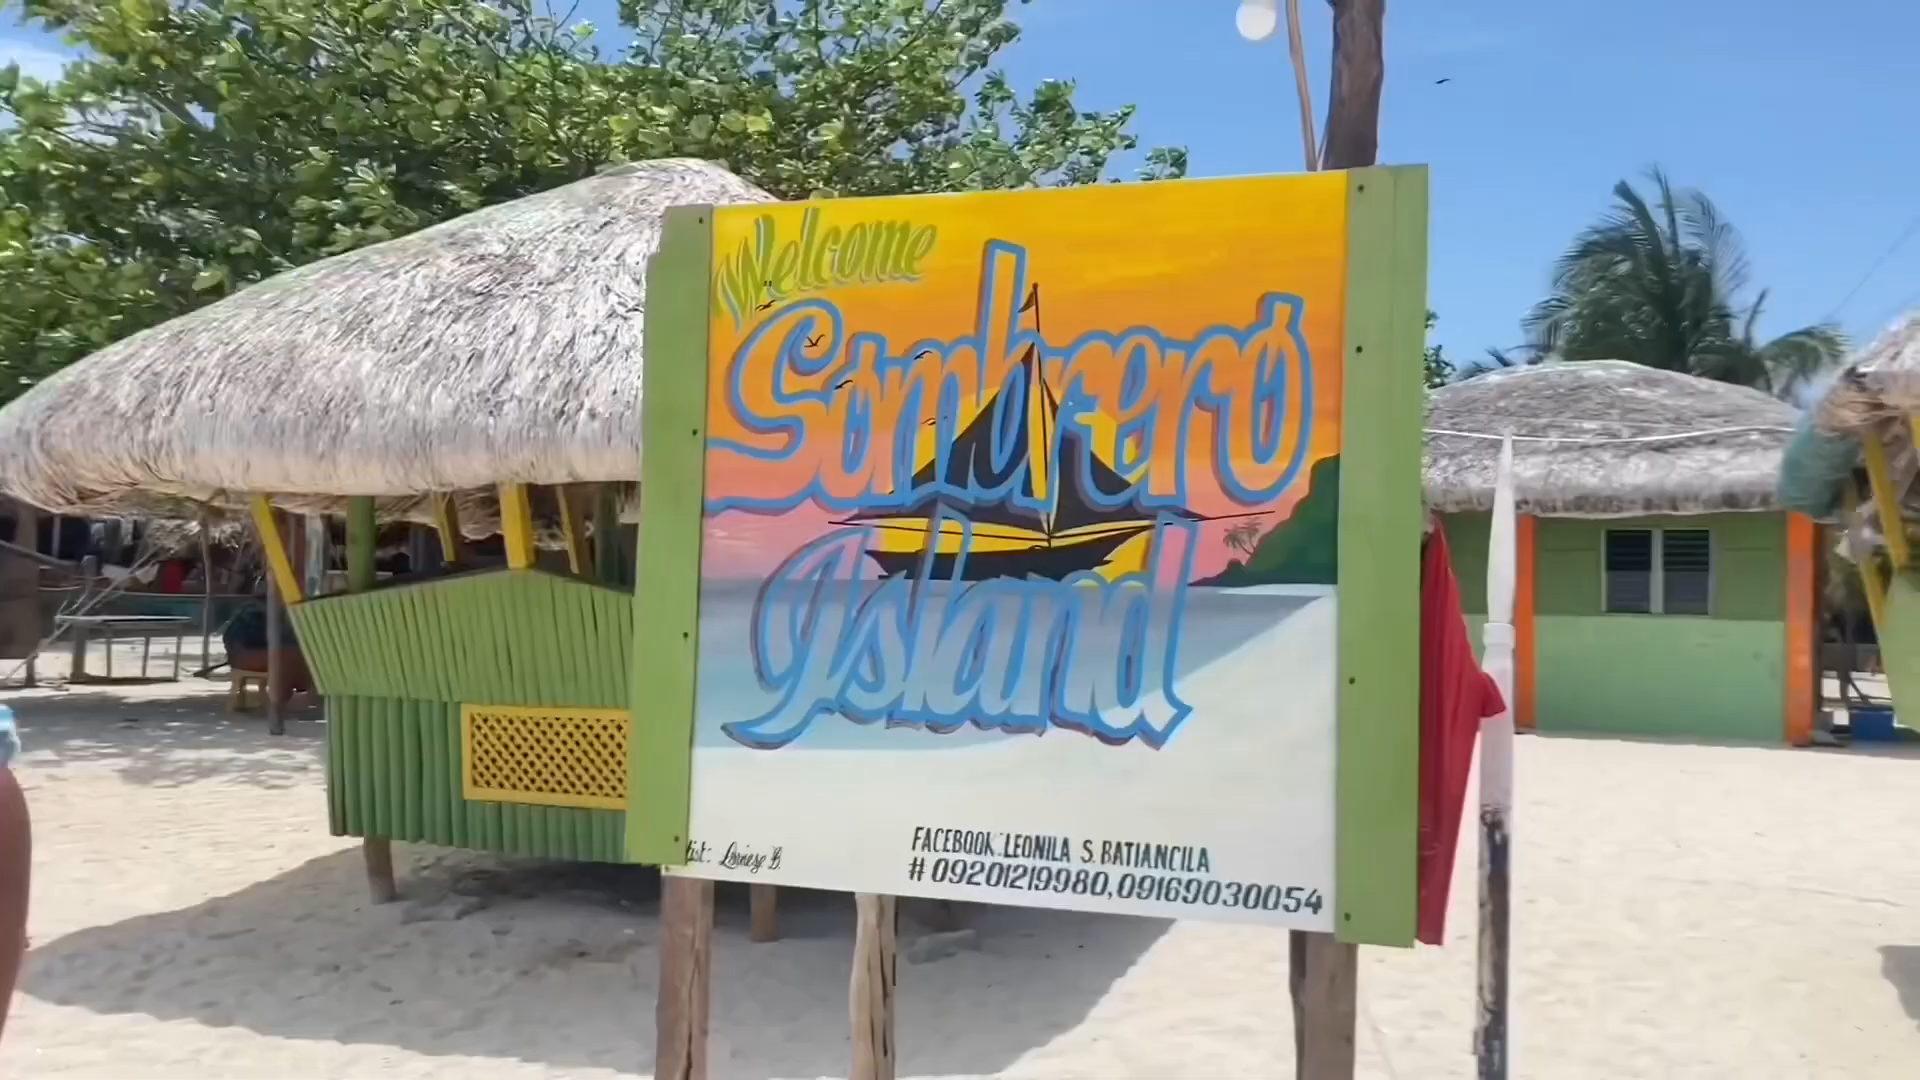 Welcome
Sombrero
Island
FACEBOOK:LEONILA S. BATIANCILA
# 09201219980,09169030054